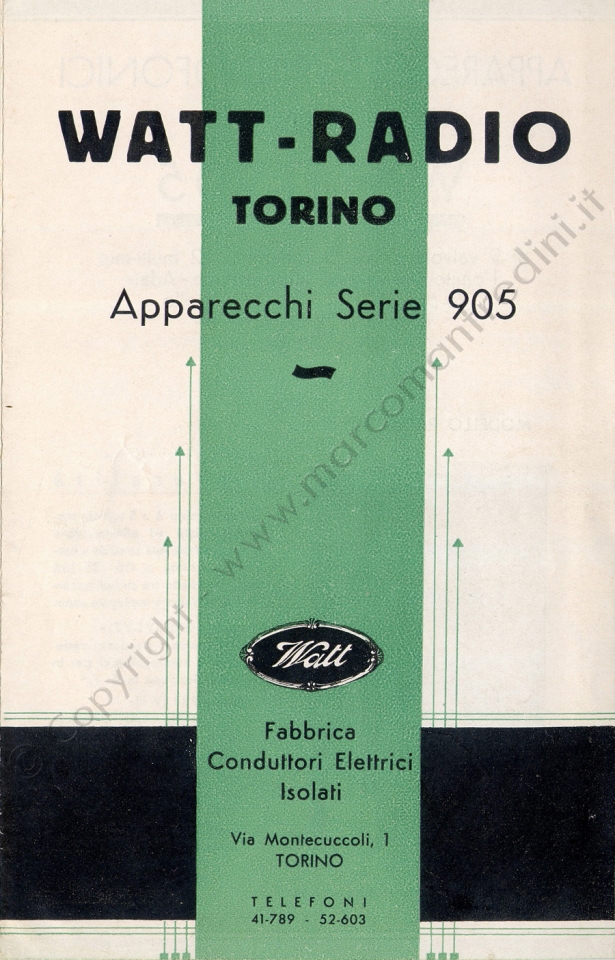 WATT-RADIO
TORINO
Apparecchi Serie 905
Watt
Fabbrica
Conduttori Elettrici
Isolati
Via Montecuccoli, 1
TORINO
TELEFONI
41-789 - 52-603
© Copyright - www.marcomanfredini.it